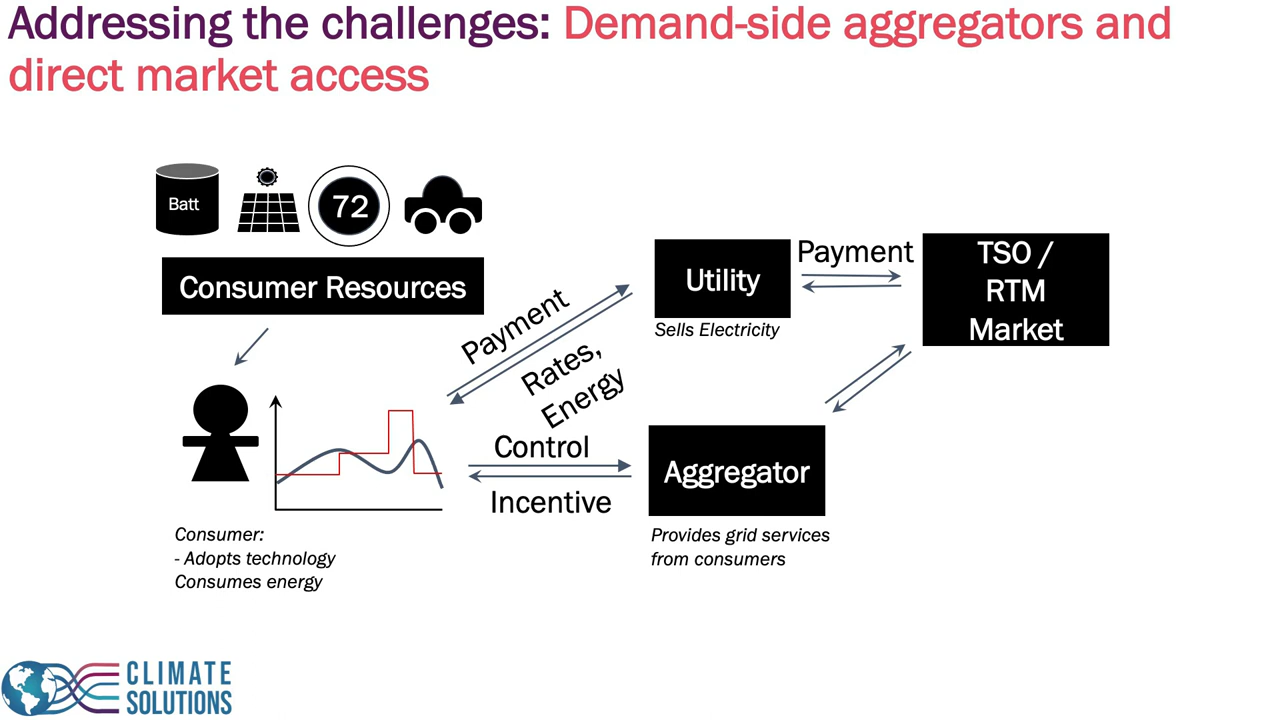 Addressing the challenges: Demand-side aggregators and
direct market access
Batt
72
Consumer Resources
Payment
Rates,
Energy
Utility
Sells Electricity
Payment
TSO /
RTM
Market
Control
Incentive
Aggregator
Provides grid services
from consumers
Consumer:
- Adopts technology
Consumes energy
CLIMATE
SOLUTIONS